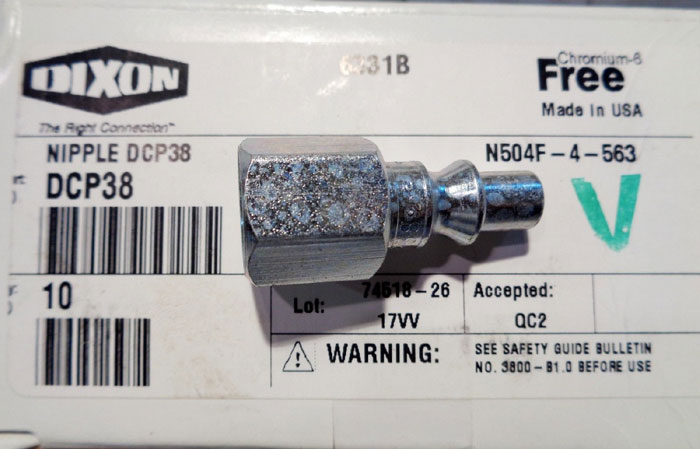 DIXON
The Right Connection™
31B
Chromium-6
Free
Made in USA
NIPPLE DCP38
DCP38
N504F-4-563
V
10
Lot:
74518-26
17VV
Accepted:
QC2
WARNING:
SEE SAFETY GUIDE BULLETIN
NO. 3800-B1.0 BEFORE USE